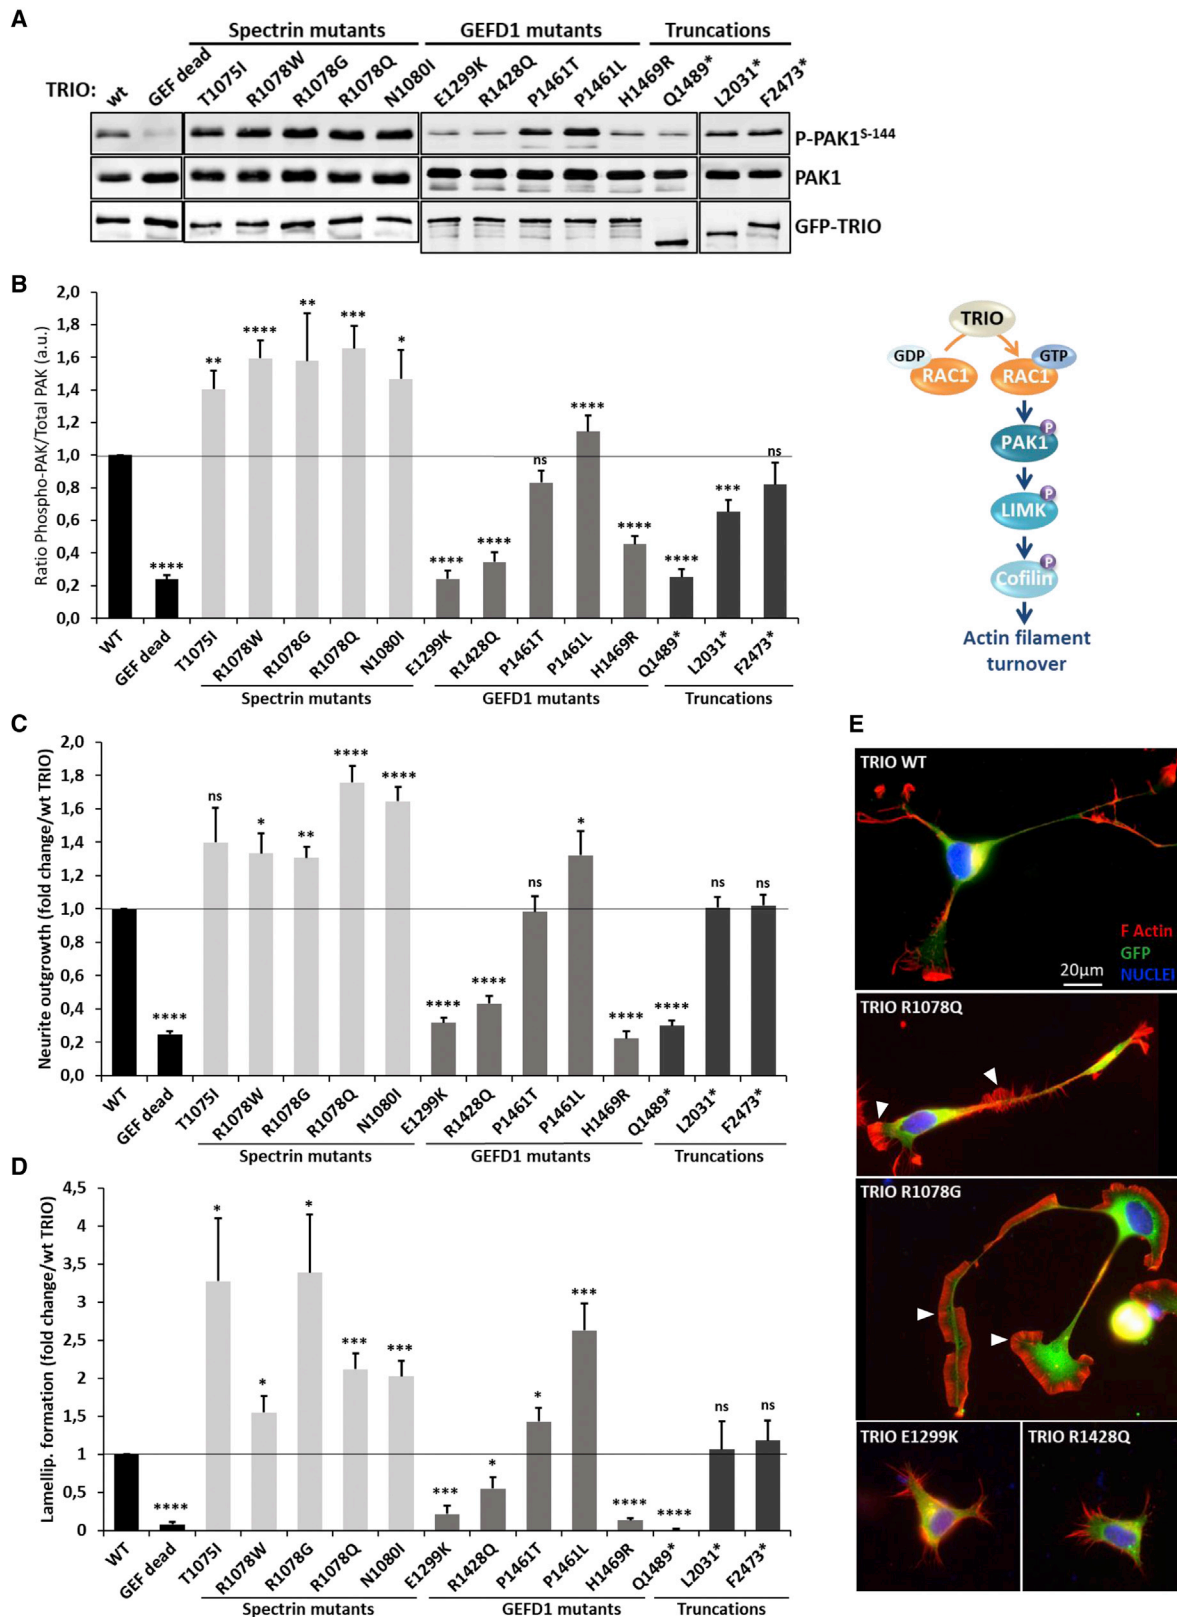 A
Spectrin mutants
GEFD1 mutants
Truncations
TRIO: wt GEF dead T1075I R1078W R1078G R1078Q N1080I E1299K R1428Q P1461T P1461L H1469R Q1489* L2031* F2473*
P-PAK1S-144
PAK1
GFP-TRIO
B
Ratio Phospho-PAK/Total PAK (a.u.)
2,0
1,8
1,6
1,4
1,2
1,0
0,8
0,6
0,4
0,2
0,0
**** ** **** ** *** * **** **** ns **** **** **** *** ns
WT GEF dead T1075I R1078W R1078G R1078Q N1080I E1299K R1428Q P1461T P1461L H1469R Q1489* L2031* F2473*
Spectrin mutants
GEFD1 mutants
Truncations
TRIO
GDP
RAC1
GTP
RAC1
P
PAK1
P
LIMK
P
Cofilin
Actin filament
turnover
C
Neurite outgrowth (fold change/wt TRIO)
2,0
1,8
1,6
1,4
1,2
1,0
0,8
0,6
0,4
0,2
0,0
**** ns * ** **** **** **** **** ns * **** **** ns ns
WT GEF dead T1075I R1078W R1078G R1078Q N1080I E1299K R1428Q P1461T P1461L H1469R Q1489* L2031* F2473*
Spectrin mutants
GEFD1 mutants
Truncations
D
Lamellip. formation (fold change/wt TRIO)
4,5
4
3,5
3
2,5
2
1,5
1
0,5
0
**** * * * *** *** *** * * *** **** **** ns ns
WT GEF dead T1075I R1078W R1078G R1078Q N1080I E1299K R1428Q P1461T P1461L H1469R Q1489* L2031* F2473*
Spectrin mutants
GEFD1 mutants
Truncations
E
TRIO WT
F Actin
GFP
NUCLEI
20µm
TRIO R1078Q
TRIO R1078G
TRIO E1299K
TRIO R1428Q